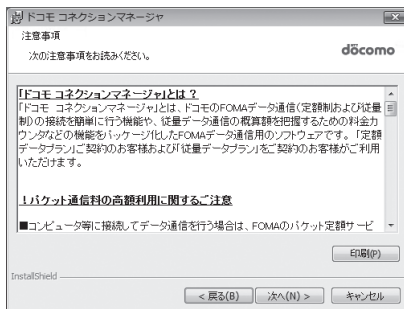 ドコモ コネクションマネージャ
注意事項
次の注意事項をお読みください。
döcomo
「ドコモ コネクションマネージャ」とは？
「ドコモ コネクションマネージャ」とは、ドコモのFOMAデータ通信(定額制および従量
制)の接続を簡単に行う機能や、従量データ通信の概算額を把握するための料金カ
ウンタなどの機能をパッケージ化したFOMAデータ通信用のソフトウェアです。「定額
データプラン」ご契約のお客様および「従量データプラン」をご契約のお客様がご利用
いただけます。
！パケット通信料の高額利用に関するご注意
■コンピュータ等に接続してデータ通信を行う場合は、FOMAのパケット定額サービ
印刷(P)
InstallShield
< 戻る(B)
次へ(N) >
キャンセル